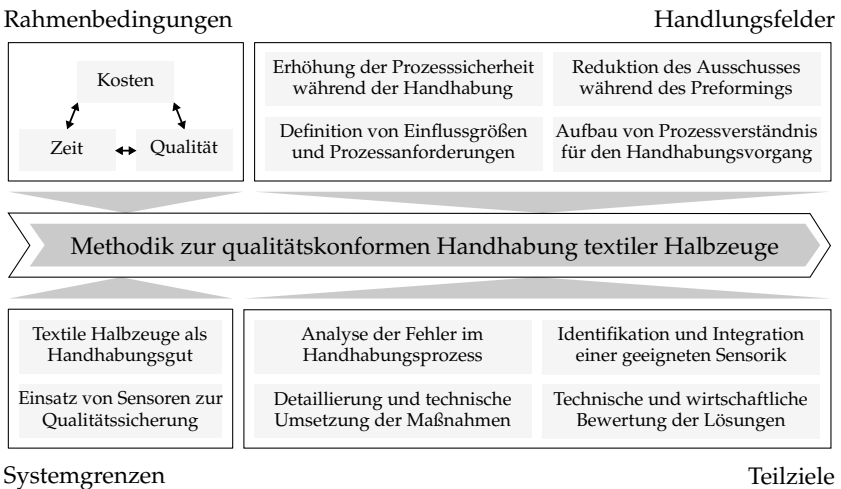 Rahmenbedingungen
Handlungsfelder
Kosten
Zeit
Qualität
Erhöhung der Prozesssicherheit
während der Handhabung
Reduktion des Ausschusses
während des Preformings
Definition von Einflussgrößen
und Prozessanforderungen
Aufbau von Prozessverständnis
für den Handhabungsvorgang
Methodik zur qualitätskonformen Handhabung textiler Halbzeuge
Textile Halbzeuge als
Handhabungsgut
Einsatz von Sensoren zur
Qualitätssicherung
Analyse der Fehler im
Handhabungsprozess
Identifikation und Integration
einer geeigneten Sensorik
Detaillierung und technische
Umsetzung der Maßnahmen
Technische und wirtschaftliche
Bewertung der Lösungen
Systemgrenzen
Teilziele